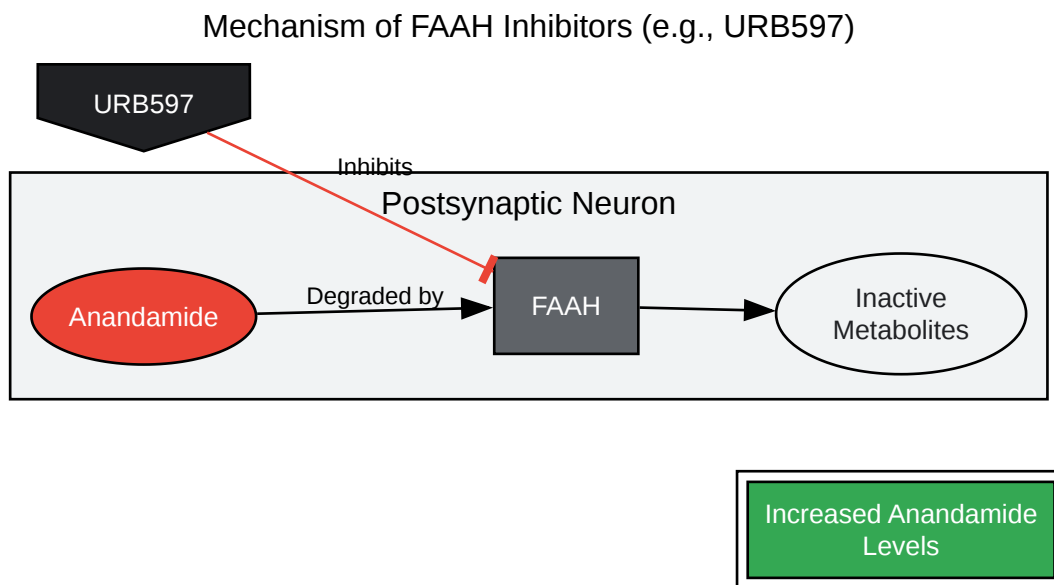 Mechanism of FAAH Inhibitors (e.g., URB597)
URB597
Inhibits
Postsynaptic Neuron
Anandamide
Degraded by
FAAH
Inactive
Metabolites
Increased Anandamide
Levels